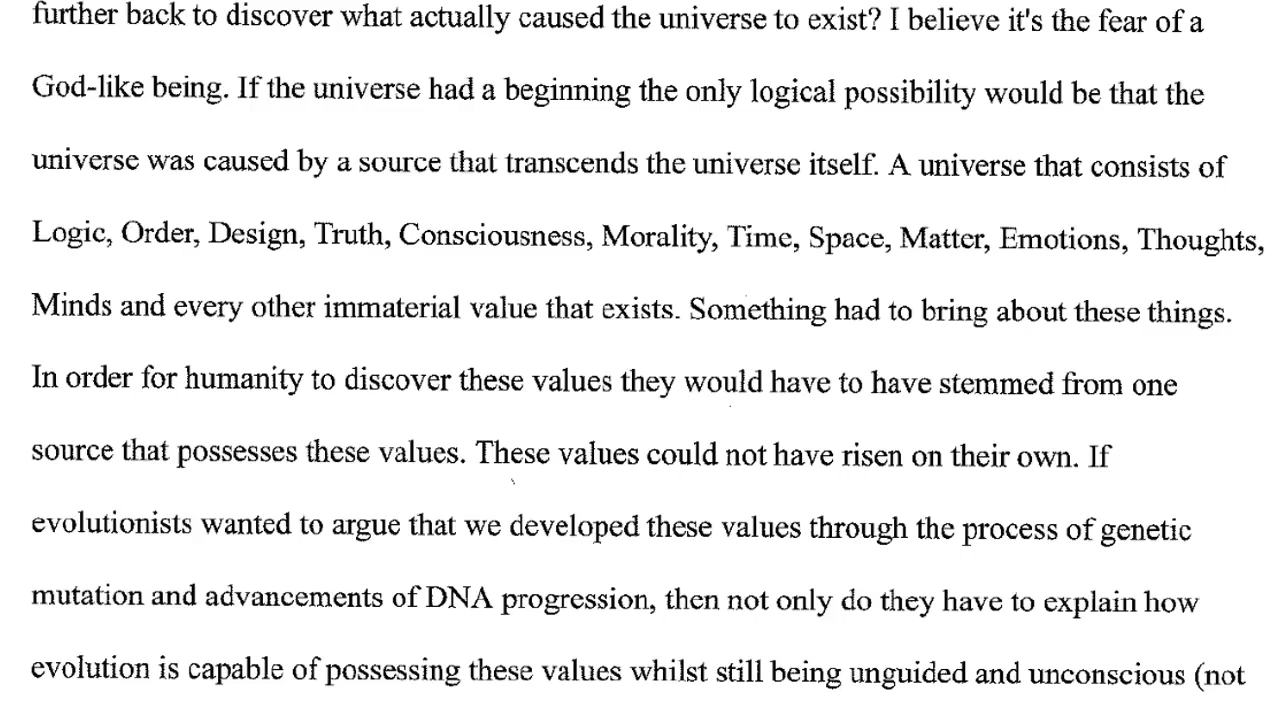 further back to discover what actually caused the universe to exist? I believe it's the fear of a
God-like being. If the universe had a beginning the only logical possibility would be that the
universe was caused by a source that transcends the universe itself. A universe that consists of
Logic, Order, Design, Truth, Consciousness, Morality, Time, Space, Matter, Emotions, Thoughts,
Minds and every other immaterial value that exists. Something had to bring about these things.
In order for humanity to discover these values they would have to have stemmed from one
source that possesses these values. These values could not have risen on their own. If
evolutionists wanted to argue that we developed these values through the process of genetic
mutation and advancements of DNA progression, then not only do they have to explain how
evolution is capable of possessing these values whilst still being unguided and unconscious (not